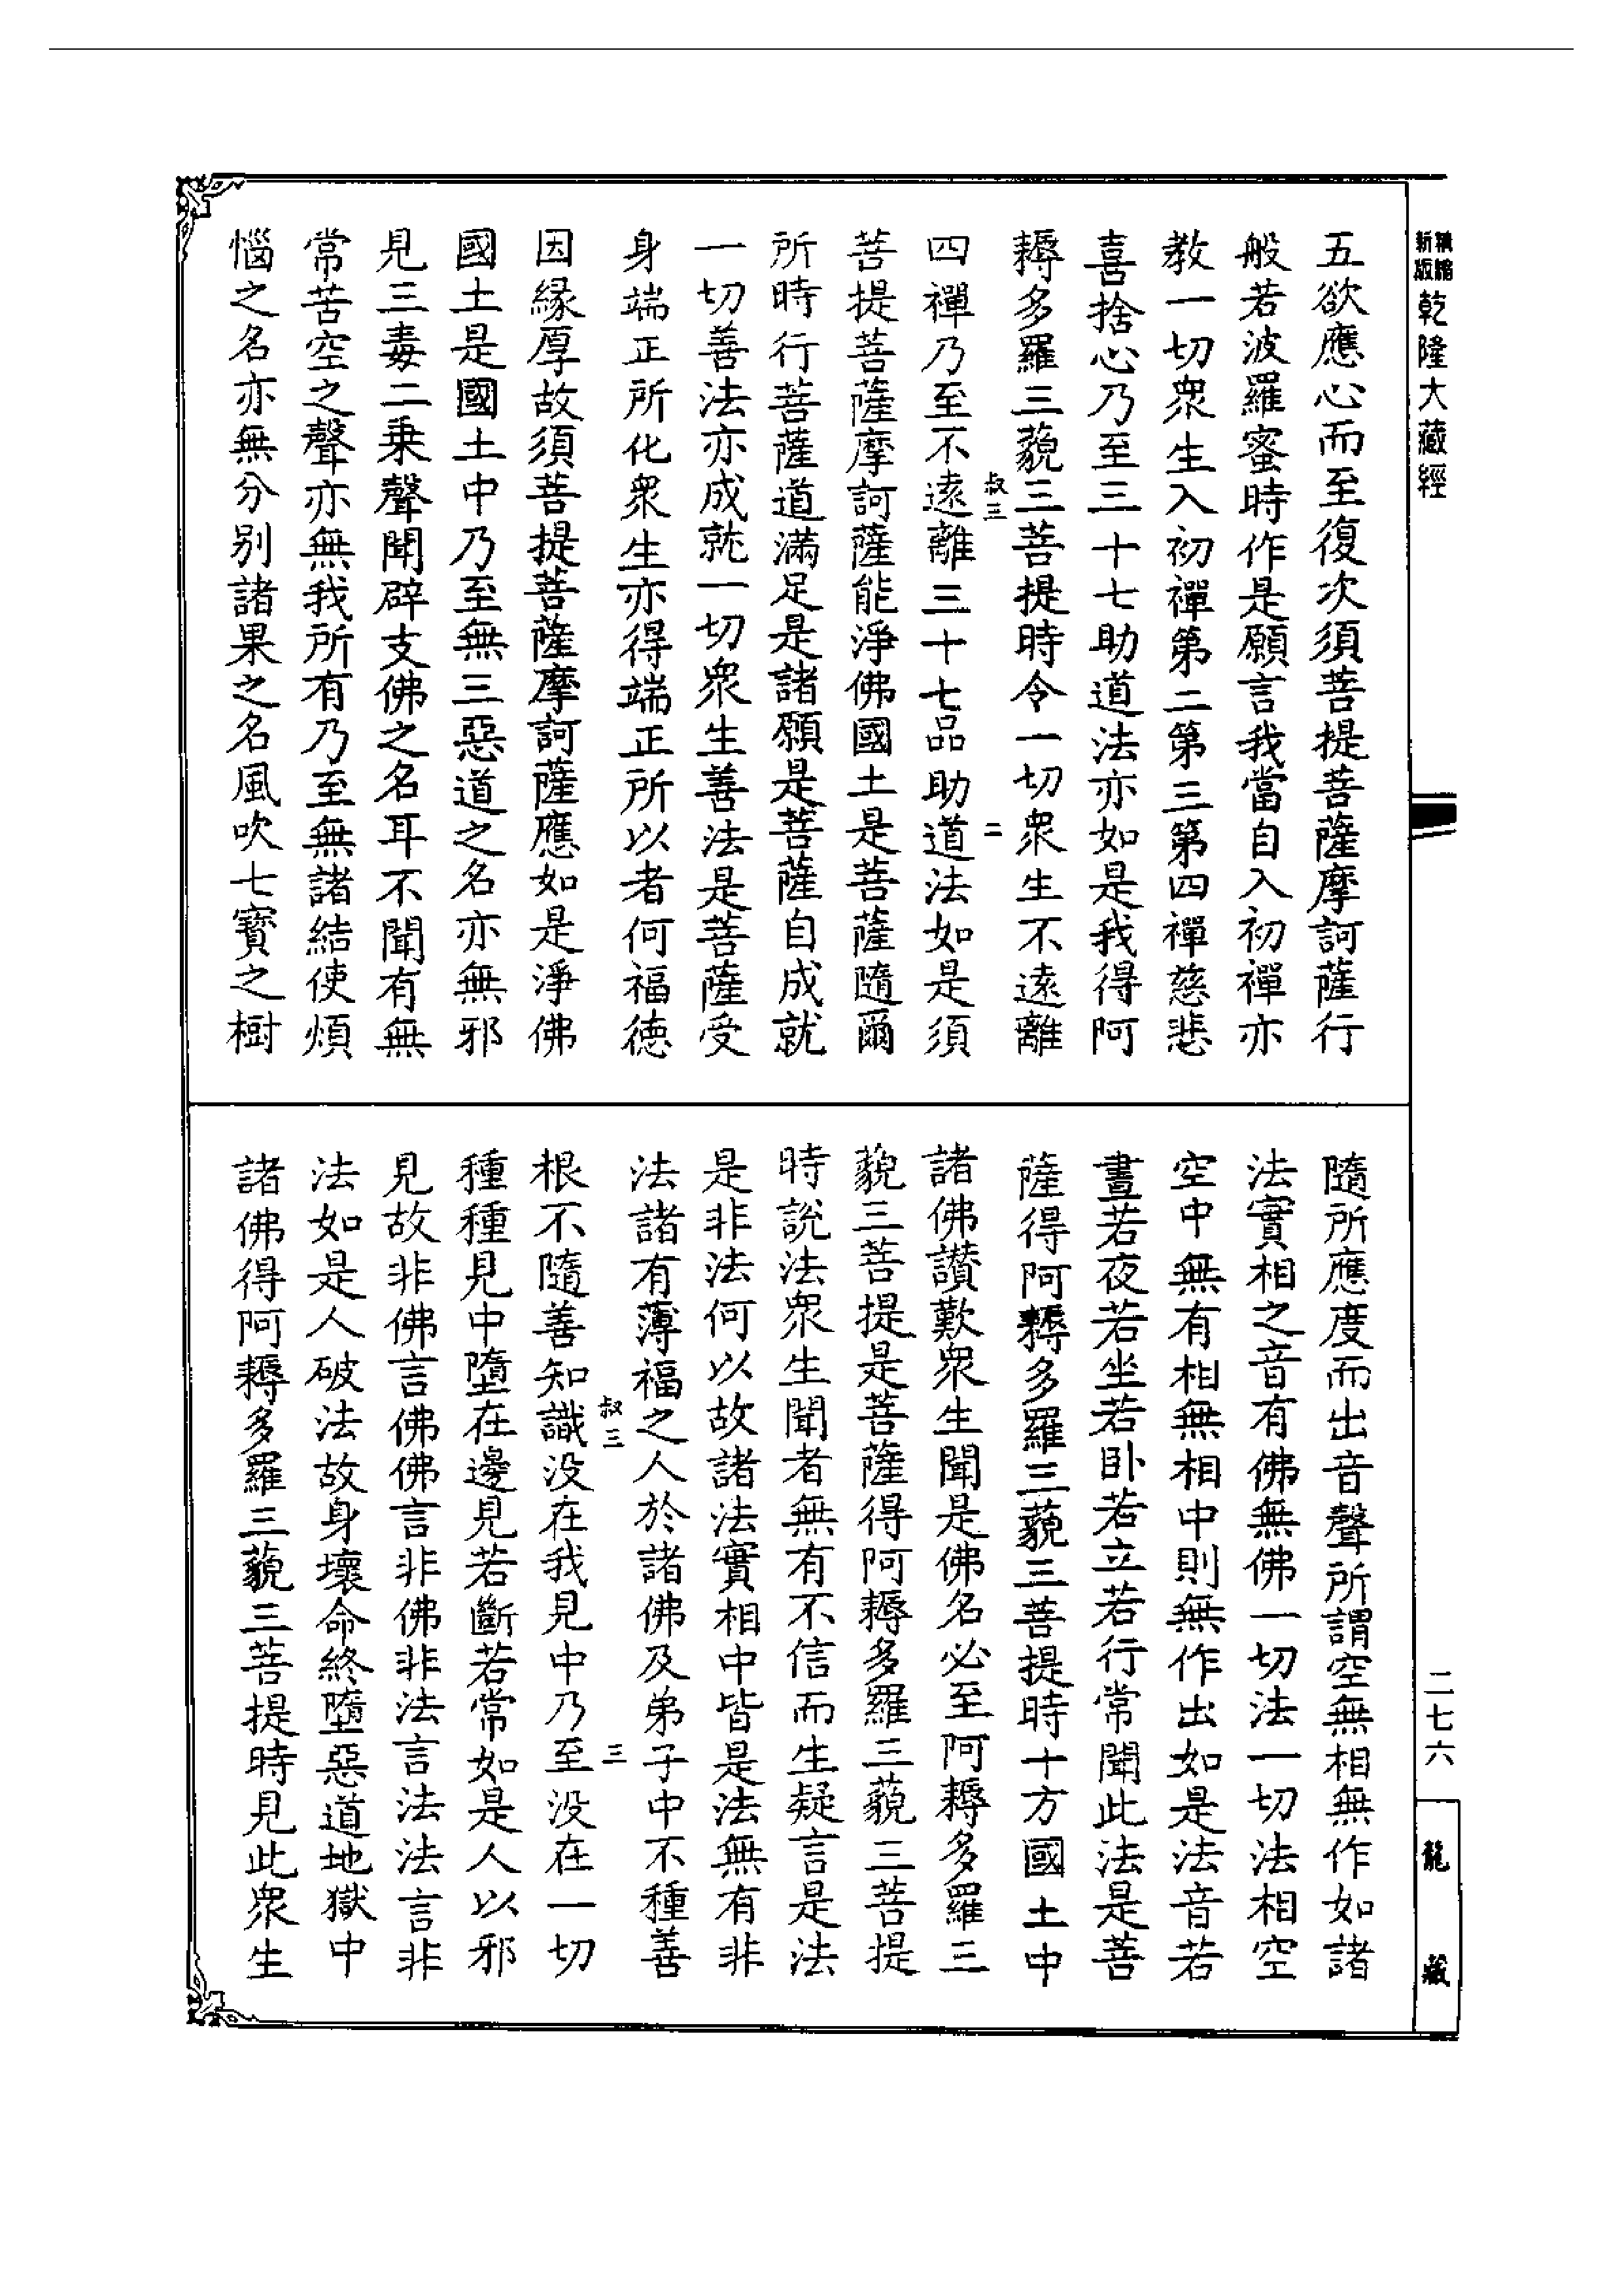 精縮新版乾隆大藏經
二七六
龍藏
五欲應心而至復次須菩提菩薩摩訶薩行
般若波羅蜜時作是願言我當自入初禪亦
教一切衆生入初禪第二第三第四禪慈悲
喜捨心乃至三十七助道法亦如是我得阿
耨多羅三藐三菩提時令一切衆生不遠離
叔三
二
四禪乃至不遠離三十七品助道法如是須
菩提菩薩摩訶薩能淨佛國土是菩薩隨爾
所時行菩薩道滿足是諸願是菩薩自成就
一切善法亦成就一切衆生善法是菩薩受
身端正所化衆生亦得端正所以者何福德
因緣厚故須菩提菩薩摩訶薩應如是淨佛
國土是國土中乃至無三惡道之名亦無邪
見三毒二乘聲聞辟支佛之名耳不聞有無
常苦空之聲亦無我所有乃至無諸結使煩
惱之名亦無分別諸果之名風吹七寶之樹
隨所應度而出音聲所謂空無相無作如諸
法實相之音有佛無佛一切法一切法相空
空中無有相無相中則無作出如是法音若
晝若夜若坐若臥若立若行常聞此法是菩
薩得阿耨多羅三藐三菩提時十方國土中
諸佛讚歎衆生聞是佛名必至阿耨多羅三
藐三菩提是菩薩得阿耨多羅三藐三菩提
時說法衆生聞者無有不信而生疑言是法
是非法何以故諸法實相中皆是法無有非
法諸有薄福之人於諸佛及弟子中不種善
叔三
三
根不隨善知識没在我見中乃至没在一切
種種見中墮在邊見若斷若常如是人以邪
見故非佛言佛佛言非佛非法言法法言非
法如是人破法故身壞命終墮惡道地獄中
諸佛得阿耨多羅三藐三菩提時見此衆生